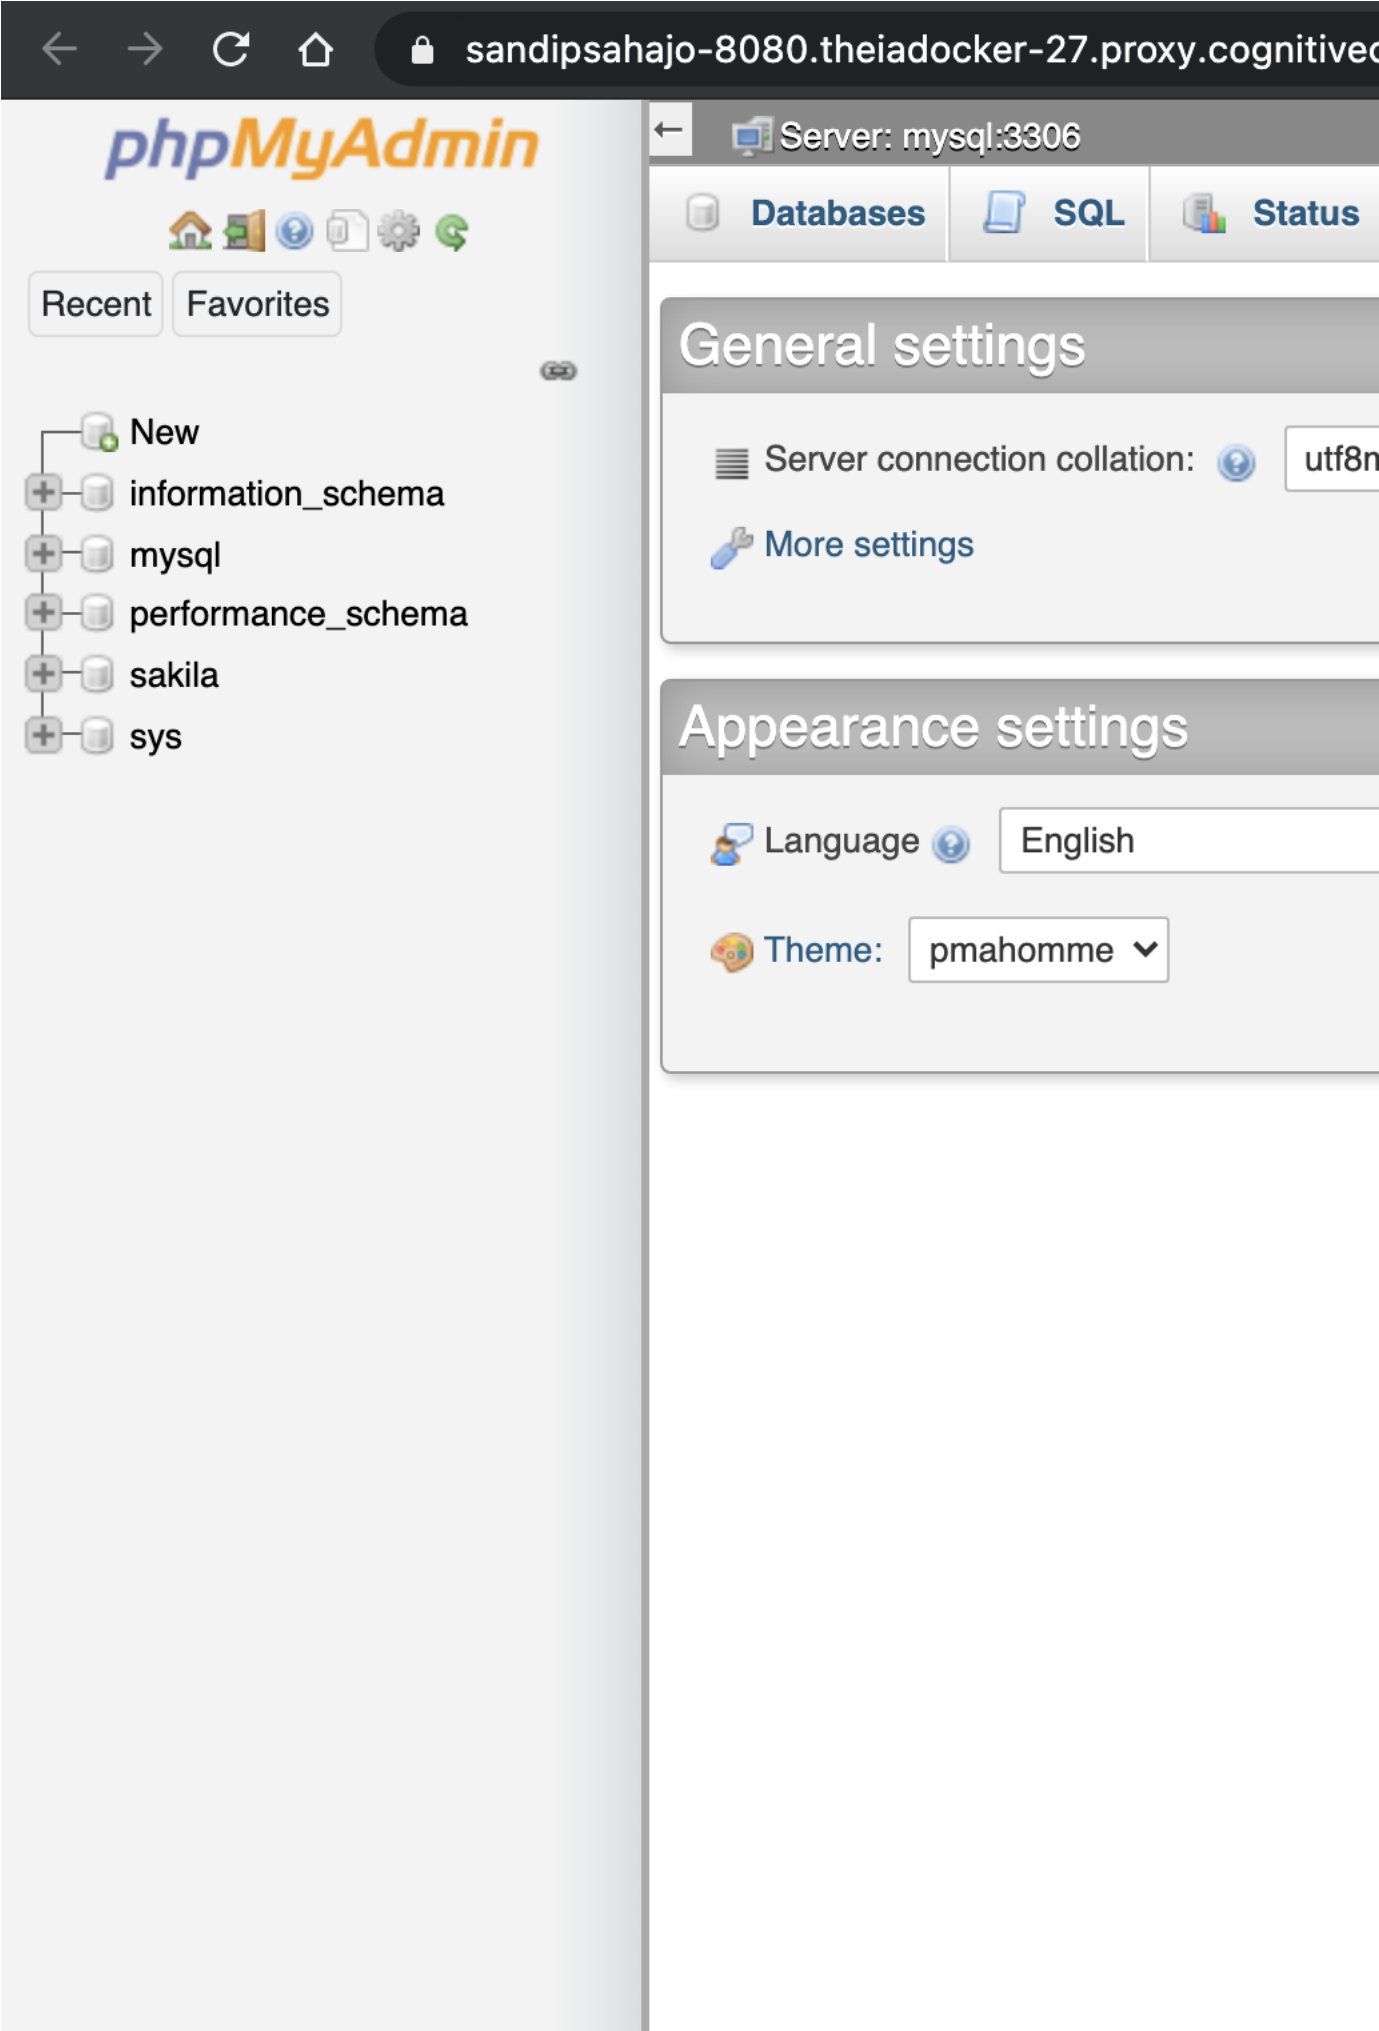 sandipsahajo-8080.theiadocker-27.proxy.cognitivec
phpMyAdmin
Recent Favorites
New
information_schema
mysql
performance_schema
sakila
sys
Server: mysql:3306
Databases SQL Status
General settings
Server connection collation: utf8m
More settings
Appearance settings
Language English
Theme: pmahomme